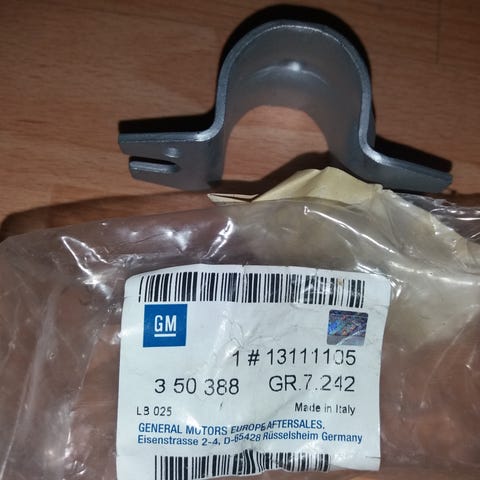 GM
1 # 13111105
3 50 388 GR.7.242
LB 025 Made in Italy
GENERAL MOTORS EUROPE AFTERSALES.
Eisenstrasse 2-4, D-65428 Rüsselsheim Germany